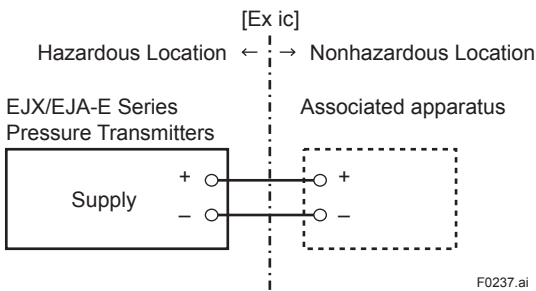 [Ex ic]
Hazardous Location ← → Nonhazardous Location
EJX/EJA-E Series
Pressure Transmitters
Associated apparatus
Supply
+
–
+
–
F0237.ai